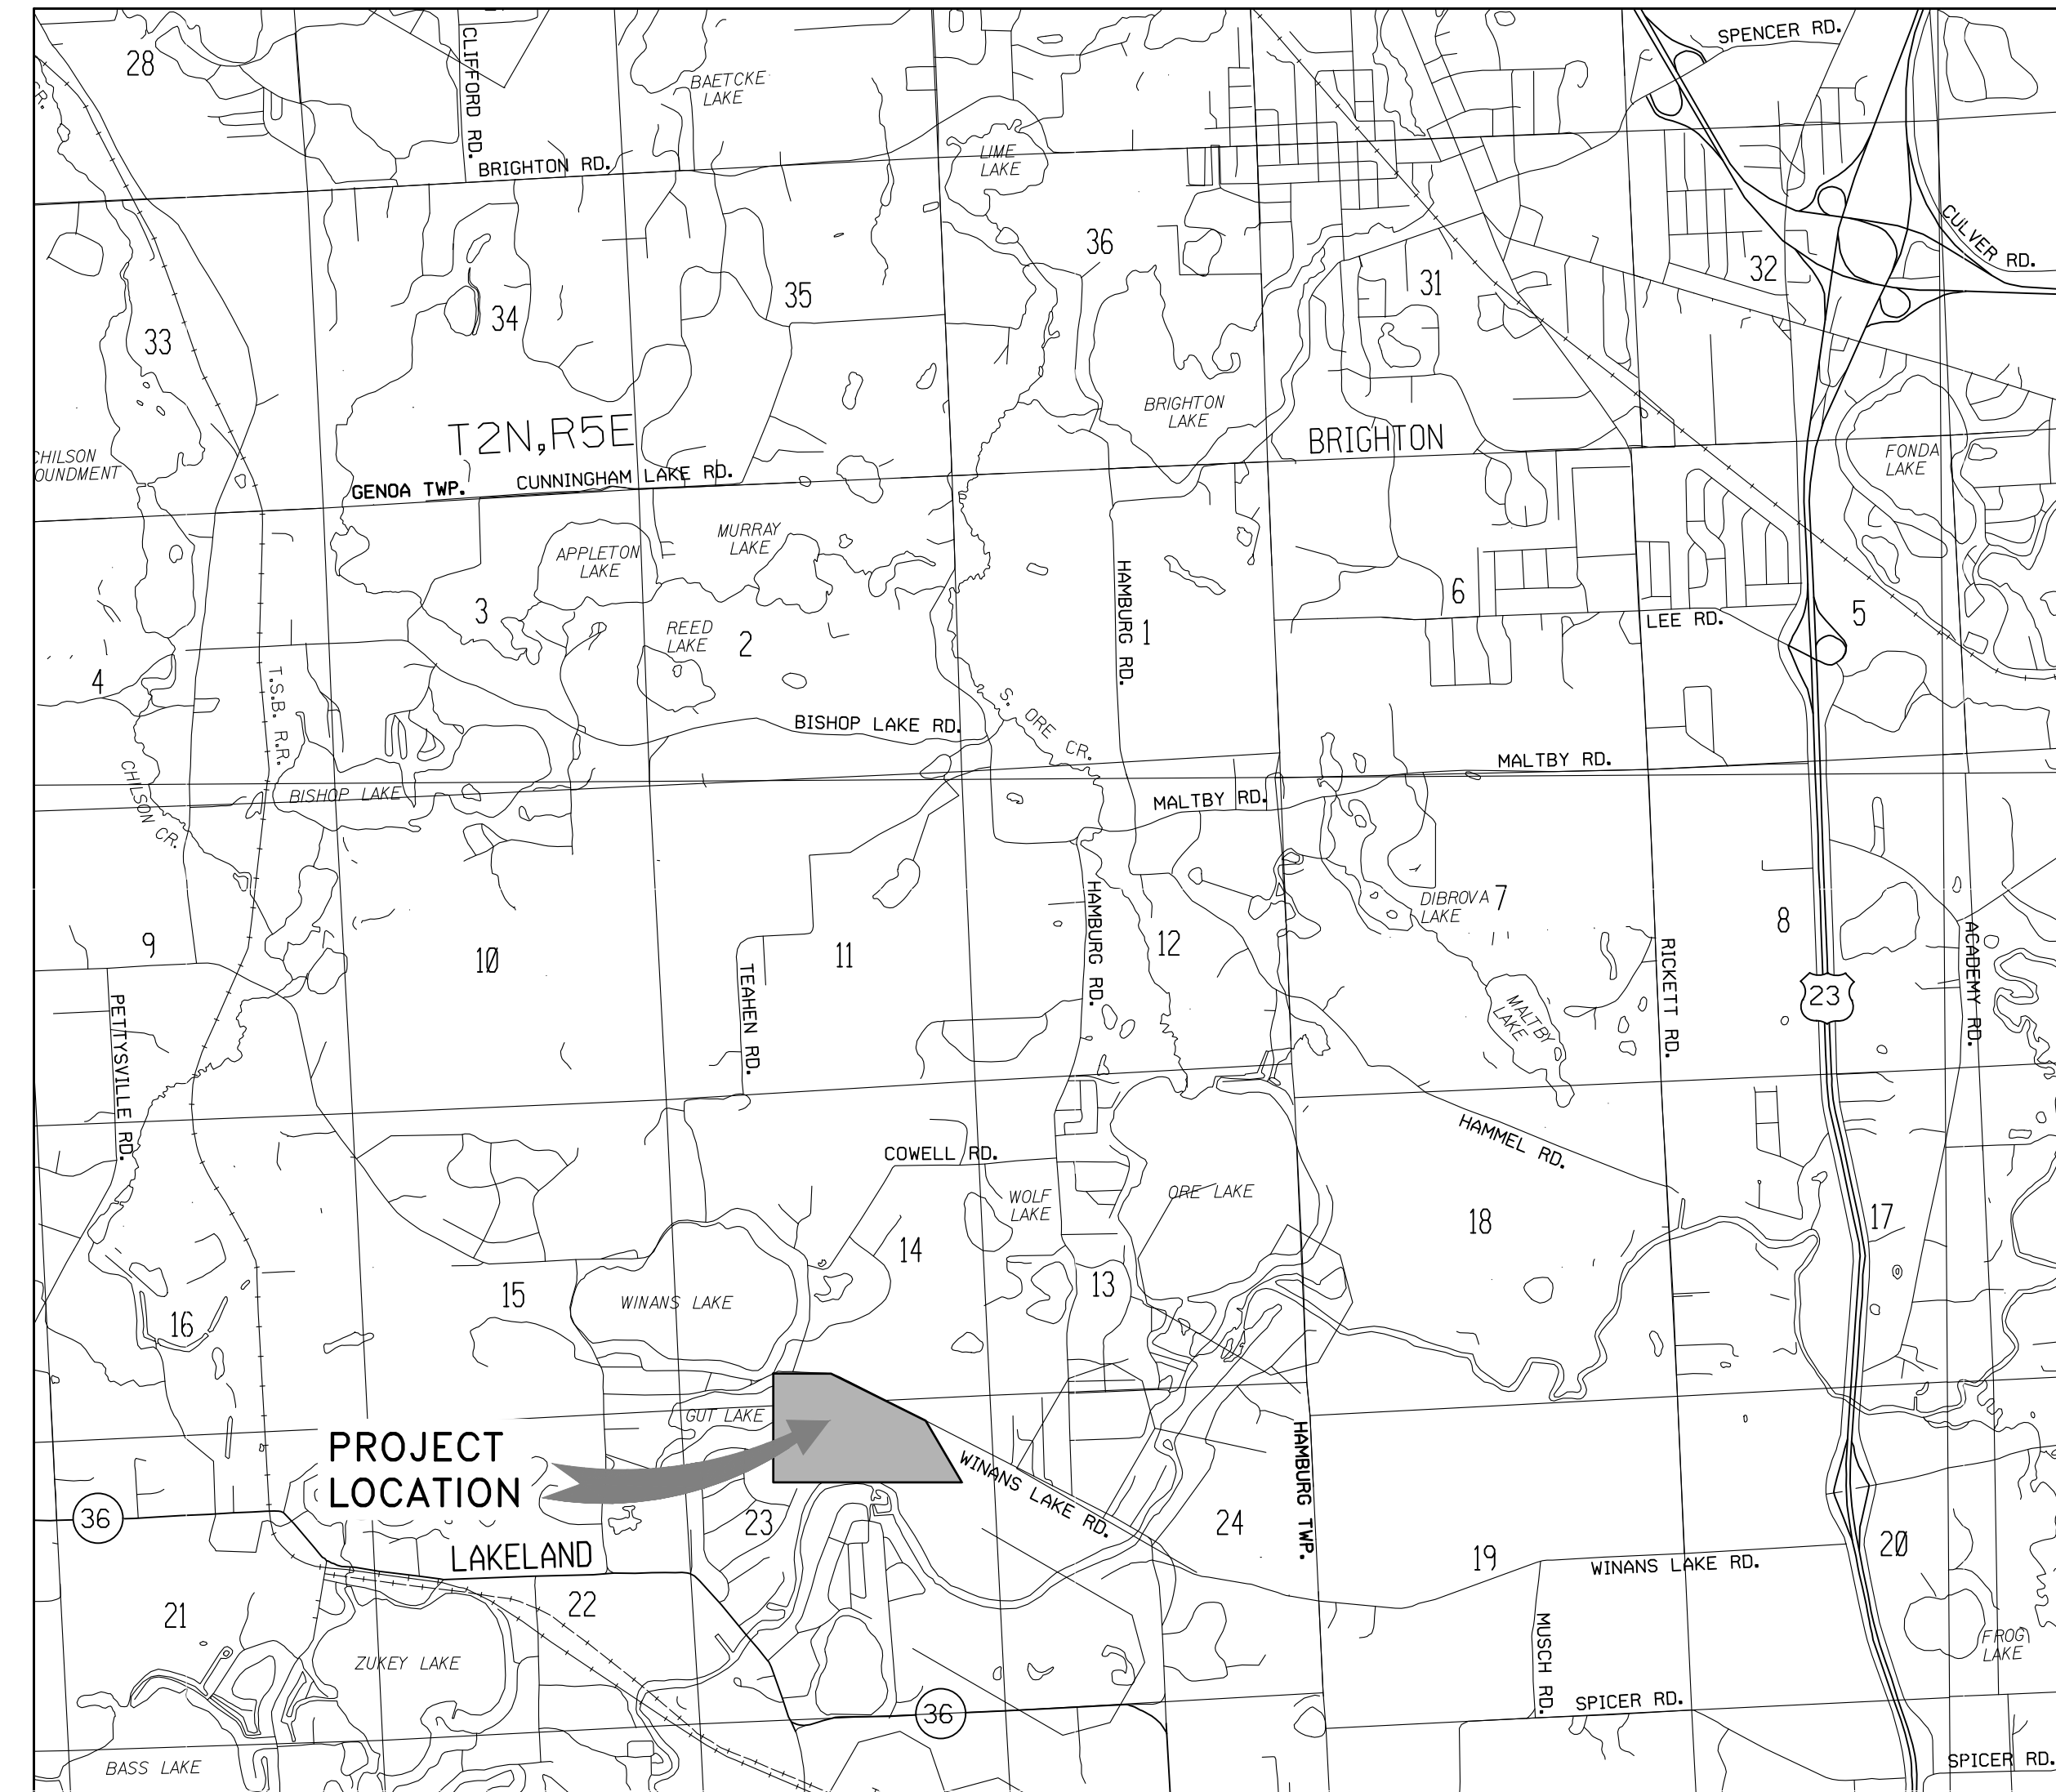 SPENCER RD.
28
CLIFFORD RD.
BAETCKE
LAKE
CR.
LIME
LAKE
BRIGHTON RD.
CULVER RD.
36
32
31
35
34
33
BRIGHTON
LAKE
T2N,R5E
BRIGHTON
FONDA
LAKE
CHILSON
OUNDMENT
CUNNINGHAM LAKE RD.
GENOA TWP.
MURRAY
LAKE
APPLETON
LAKE
HAMBURG RD.
6
3
5
LEE RD.
REED
LAKE
2
1
4
T.S.B. R.R.
S. ORE CR.
BISHOP LAKE RD.
MALTBY RD.
CHILSON CR.
BISHOP LAKE
MALTBY RD.
HAMBURG RD.
DIBROVA
LAKE
7
8
9
10
11
12
RICKETT RD.
ACADEMY RD.
TEAHEN RD.
PETTYSVILLE RD.
23
MALTBY
LAKE
HAMMEL RD.
COWELL RD.
WOLF
LAKE
ORE LAKE
18
17
14
13
15
WINANS LAKE
16
GUT LAKE
PROJECT
LOCATION
WINANS LAKE RD.
HAMBURG TWP.
36
23
24
LAKELAND
19
WINANS LAKE RD.
20
22
21
MUSCH RD.
FROG
LAKE
ZUKEY LAKE
SPICER RD.
36
BASS LAKE
SPICER RD.